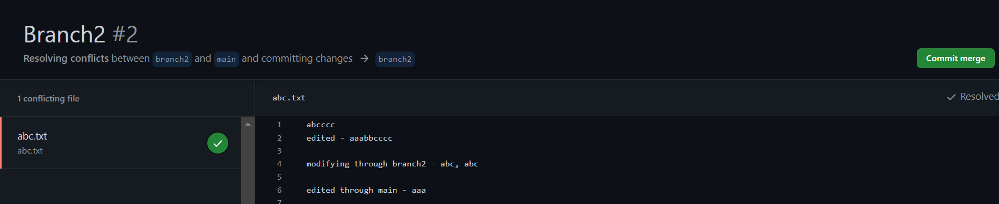 Branch2 #2
Resolving conflicts between branch2 and main and committing changes → branch2
Commit merge
1 conflicting file
abc.txt
Resolved
abc.txt
abc.txt
1 abcccc
2 edited - aaabbcccc
3
4 modifying through branch2 - abc, abc
5
6 edited through main - aaa
7